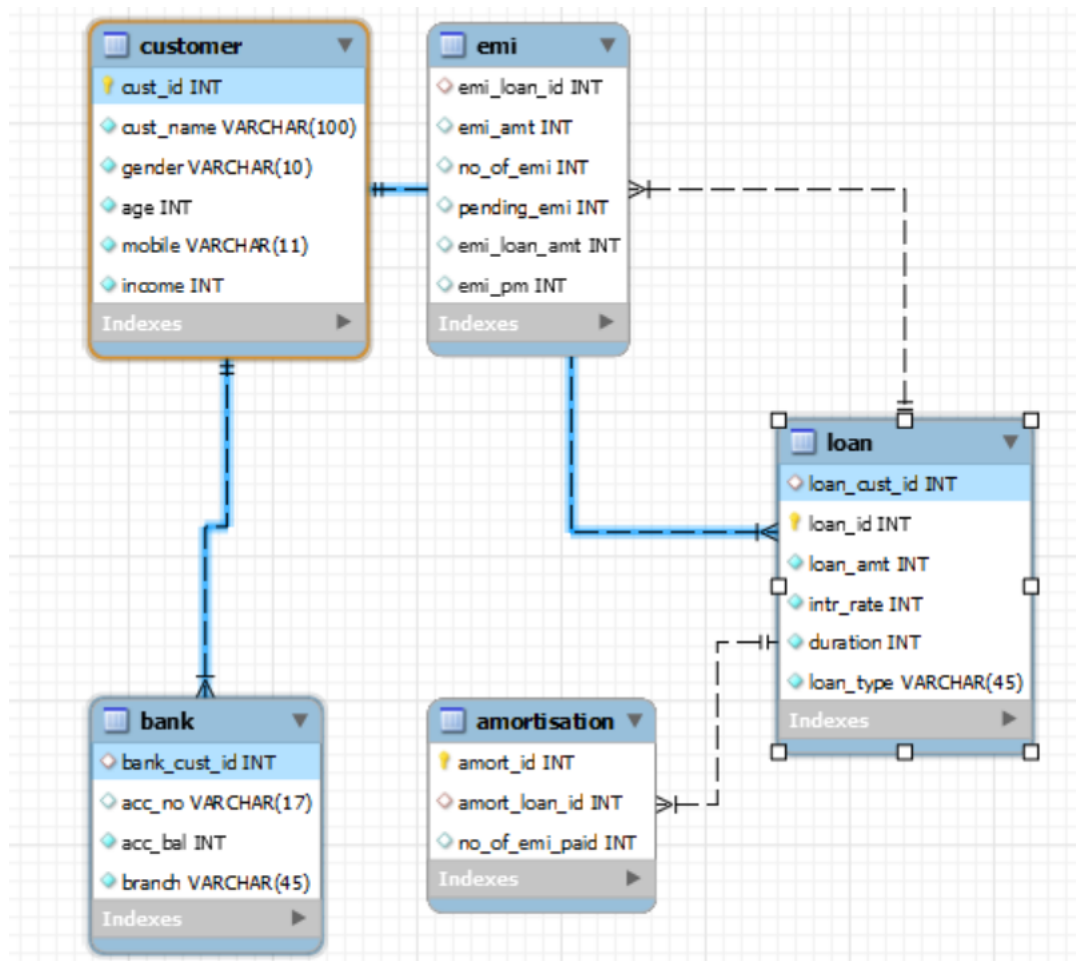 customer
cust_id INT
cust_name VARCHAR(100)
gender VARCHAR(10)
age INT
mobile VARCHAR(11)
income INT
Indexes
emi
emi_loan_id INT
emi_amt INT
no_of_emi INT
pending_emi INT
emi_loan_amt INT
emi_pm INT
Indexes
loan
loan_cust_id INT
loan_id INT
loan_amt INT
intr_rate INT
duration INT
loan_type VARCHAR(45)
Indexes
bank
bank_cust_id INT
acc_no VARCHAR(17)
acc_bal INT
branch VARCHAR(45)
Indexes
amortisation
amort_id INT
amort_loan_id INT
no_of_emi_paid INT
Indexes